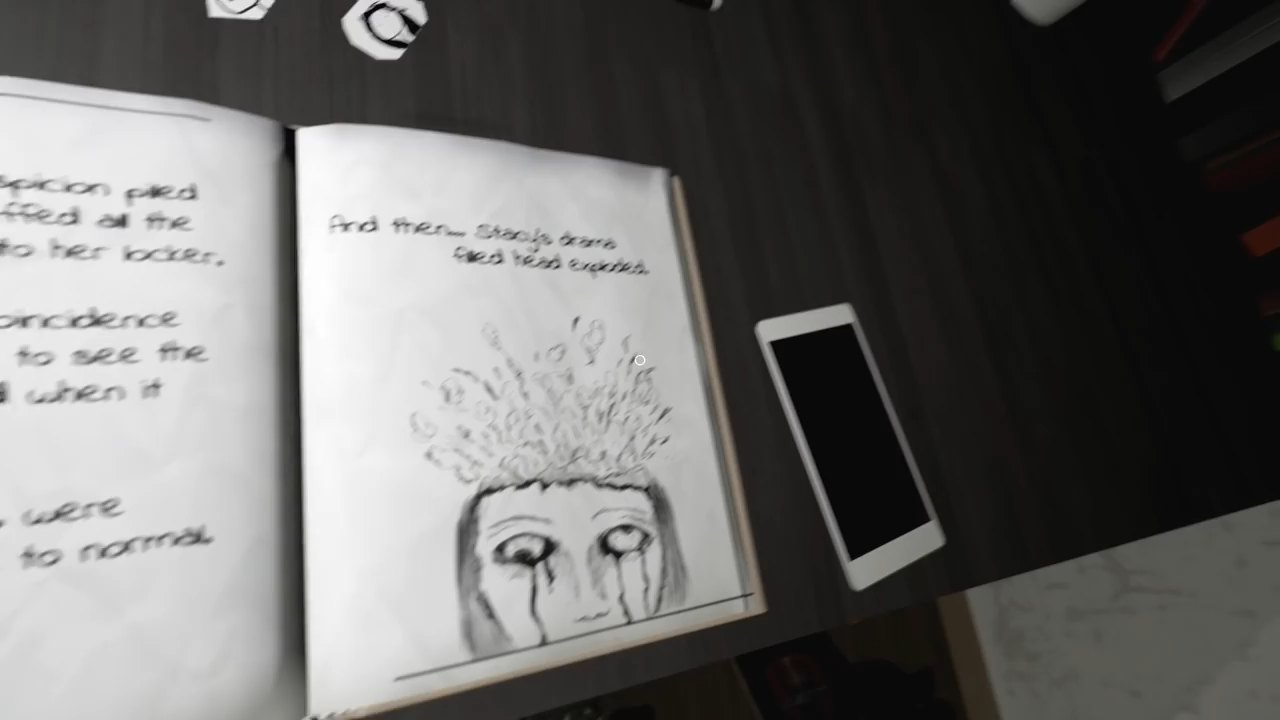 spicion piled
ffed all the
to her locker.
oincidence
to see the
d when it
were
to normal.
And then... Stacy's drama
filled head exploded.